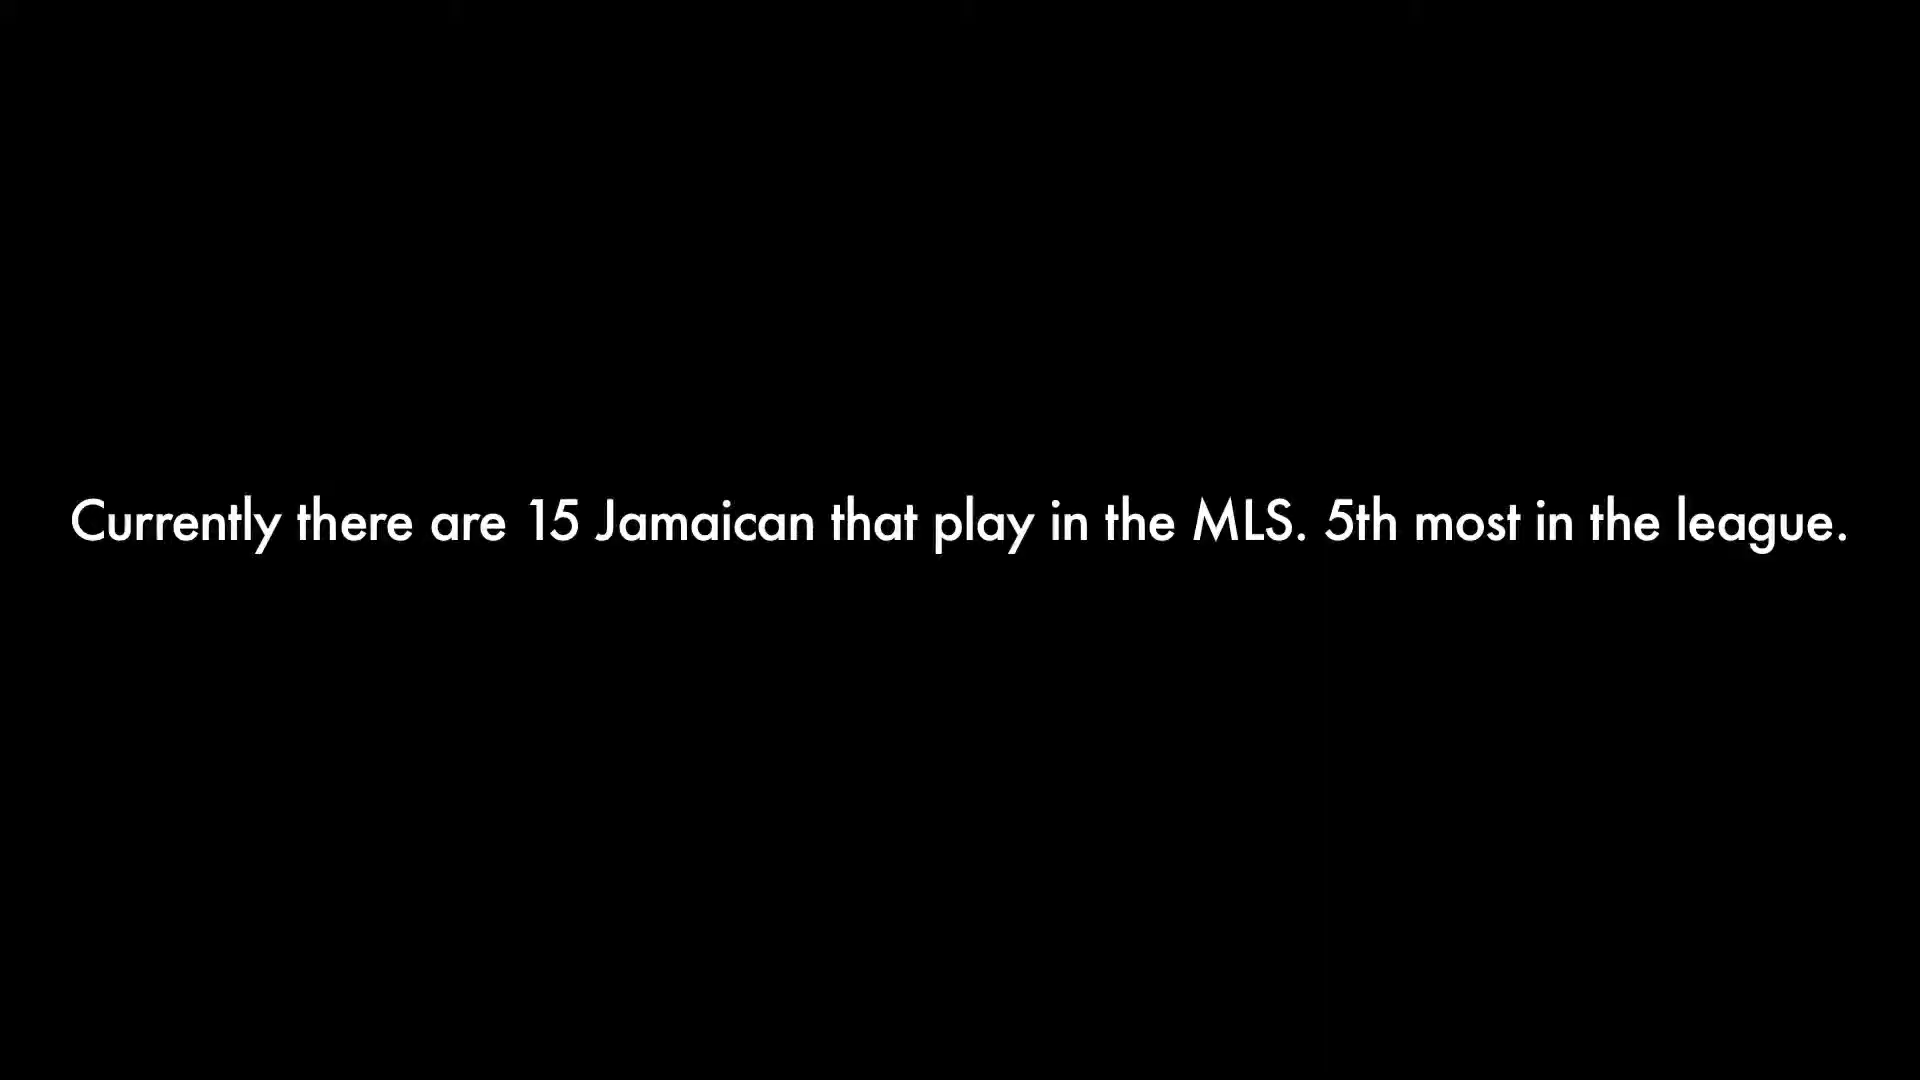 Currently there are 15 Jamaican that play in the MLS. 5th most in the league.